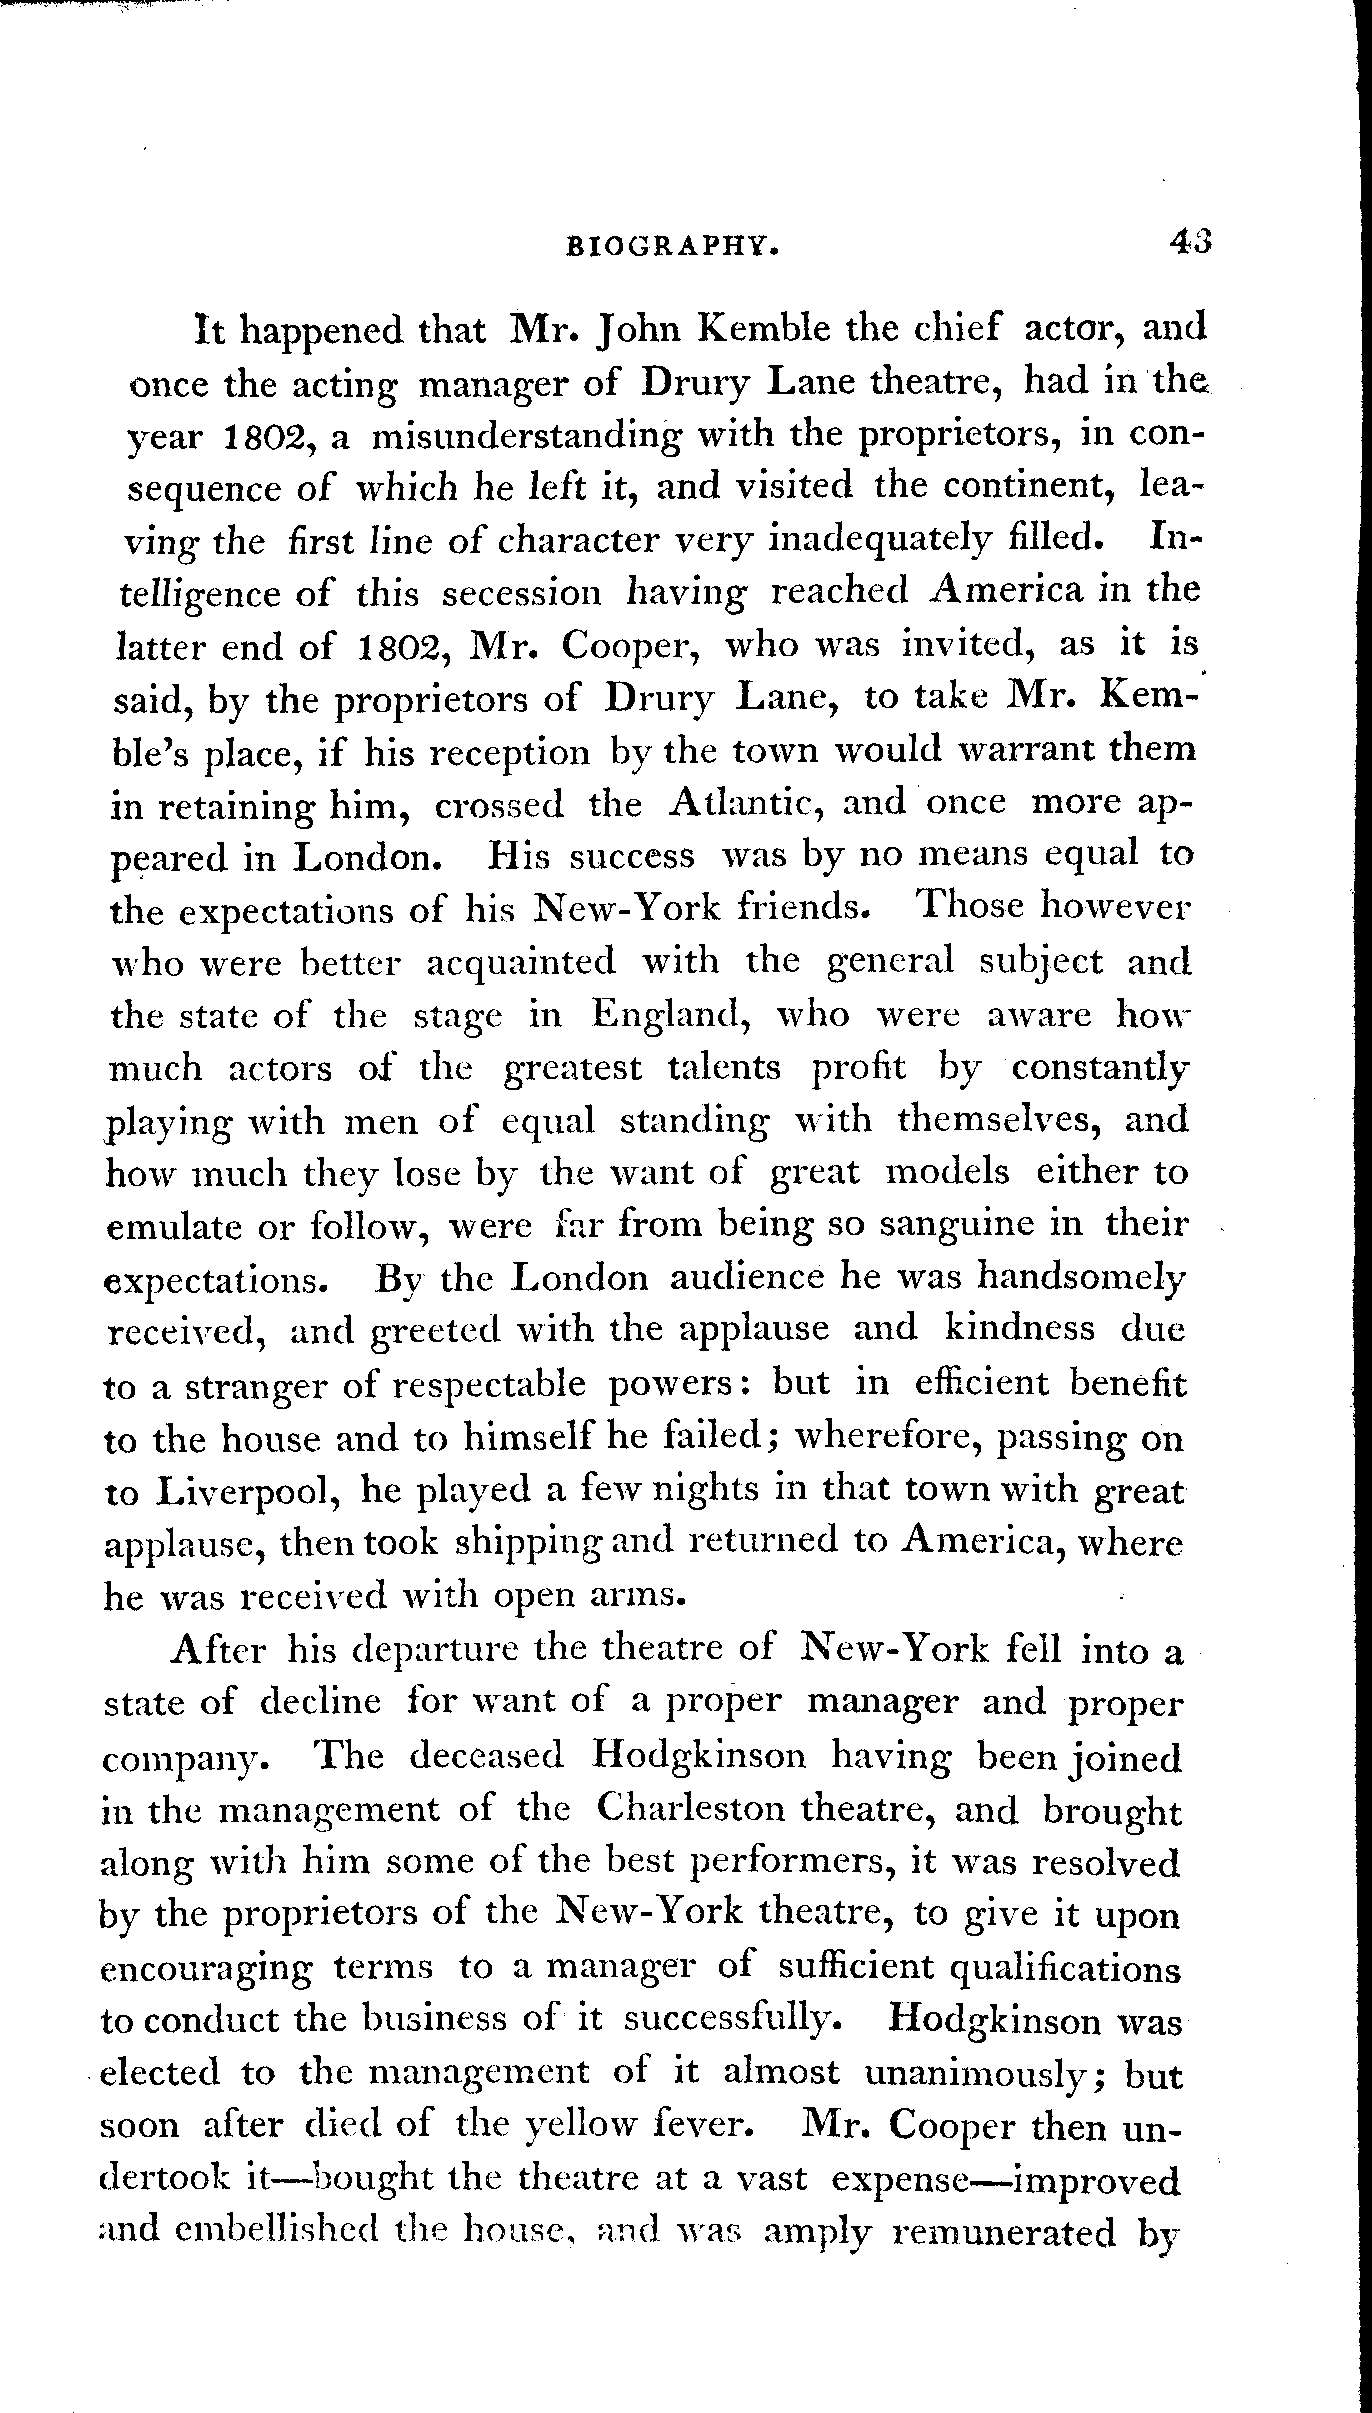 BIOGRAPHY. 43
It happened that Mr. John Kemble the chief actor, and
once the acting manager of Drury Lane theatre, had in the
year 1802, a misunderstanding with the proprietors, in con-
sequence of which he left it, and visited the continent, lea-
ving the first line of character very inadequately filled. In-
telligence of this secession having reached America in the
latter end of 1802, Mr. Cooper, who was invited, as it is
said, by the proprietors of Drury Lane, to take Mr. Kem-
ble's place, if his reception by the town would warrant them
in retaining him, crossed the Atlantic, and once more ap-
peared in London. His success was by no means equal to
the expectations of his New-York friends. Those however
who were better acquainted with the general subject and
the state of the stage in England, who were aware how
much actors of the greatest talents profit by constantly
playing with men of equal standing with themselves, and
how much they lose by the want of great models either to
emulate or follow, were far from being so sanguine in their
expectations. By the London audience he was handsomely
received, and greeted with the applause and kindness due
to a stranger of respectable powers: but in efficient benefit
to the house and to himself he failed; wherefore, passing on
to Liverpool, he played a few nights in that town with great
applause, then took shipping and returned to America, where
he was received with open arms.
After his departure the theatre of New-York fell into a
state of decline for want of a proper manager and proper
company. The deceased Hodgkinson having been joined
in the management of the Charleston theatre, and brought
along with him some of the best performers, it was resolved
by the proprietors of the New-York theatre, to give it upon
encouraging terms to a manager of sufficient qualifications
to conduct the business of it successfully. Hodgkinson was
elected to the management of it almost unanimously; but
soon after died of the yellow fever. Mr. Cooper then un-
dertook it—bought the theatre at a vast expense—improved
and embellished the house, and was amply remunerated by